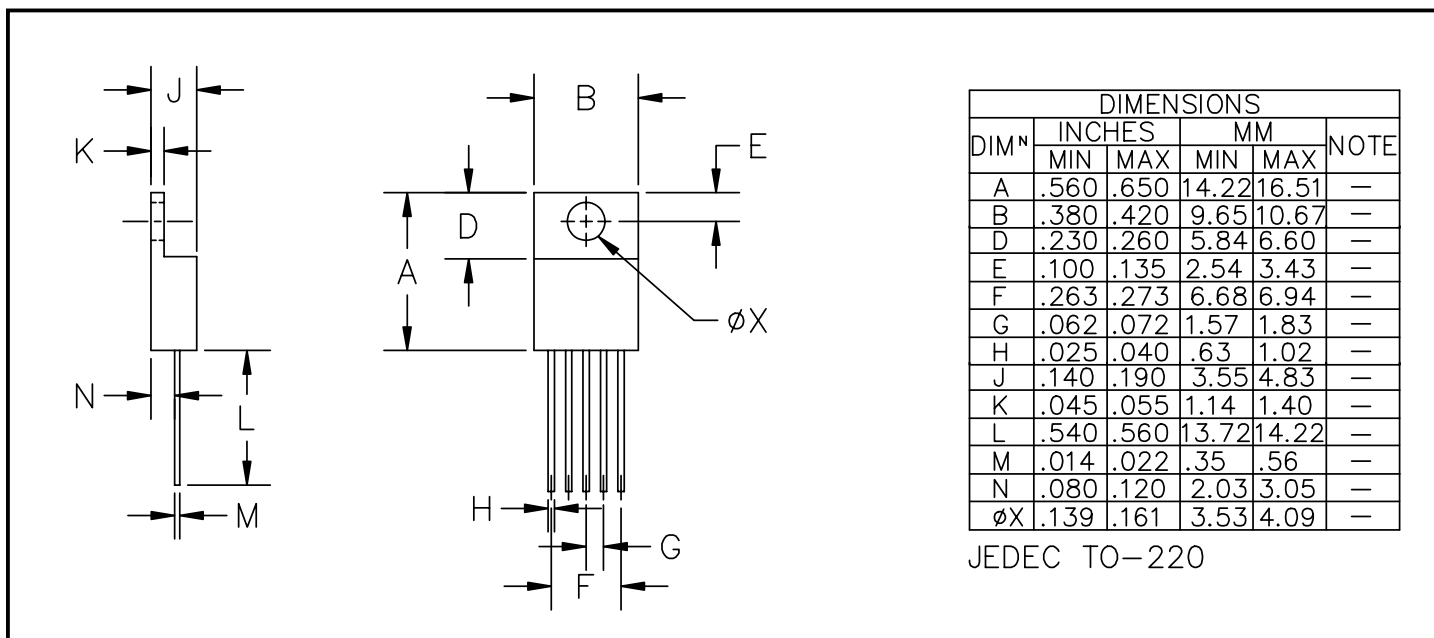 J
B
E
K
D
A
øX
N
L
H
M
G
F
DIMENSIONS
DIMᴺ INCHES MM NOTE
MIN MAX MIN MAX
A .560 .650 14.22 16.51 —
B .380 .420 9.65 10.67 —
D .230 .260 5.84 6.60 —
E .100 .135 2.54 3.43 —
F .263 .273 6.68 6.94 —
G .062 .072 1.57 1.83 —
H .025 .040 .63 1.02 —
J .140 .190 3.55 4.83 —
K .045 .055 1.14 1.40 —
L .540 .560 13.72 14.22 —
M .014 .022 .35 .56 —
N .080 .120 2.03 3.05 —
øX .139 .161 3.53 4.09 —
JEDEC TO-220